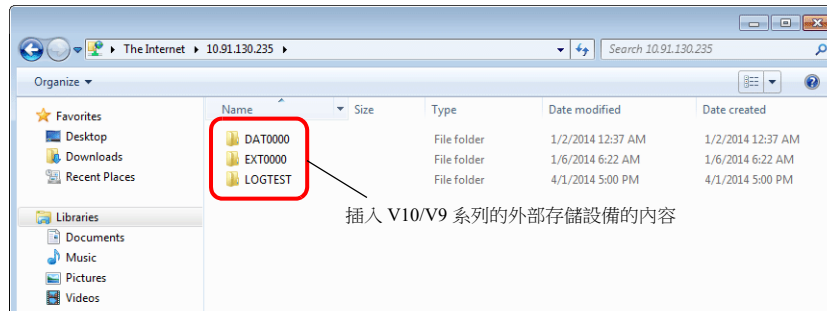 The Internet 10.91.130.235 Search 10.91.130.235
Organize
Favorites
Desktop
Downloads
Recent Places
Libraries
Documents
Music
Pictures
Videos
Name Size Type Date modified Date created
DAT0000 File folder 1/2/2014 12:37 AM 1/2/2014 12:37 AM
EXT0000 File folder 1/6/2014 6:22 AM 1/6/2014 6:22 AM
LOGTEST File folder 4/1/2014 5:00 PM 4/1/2014 5:00 PM
插入 V10/V9 系列的外部存儲設備的內容